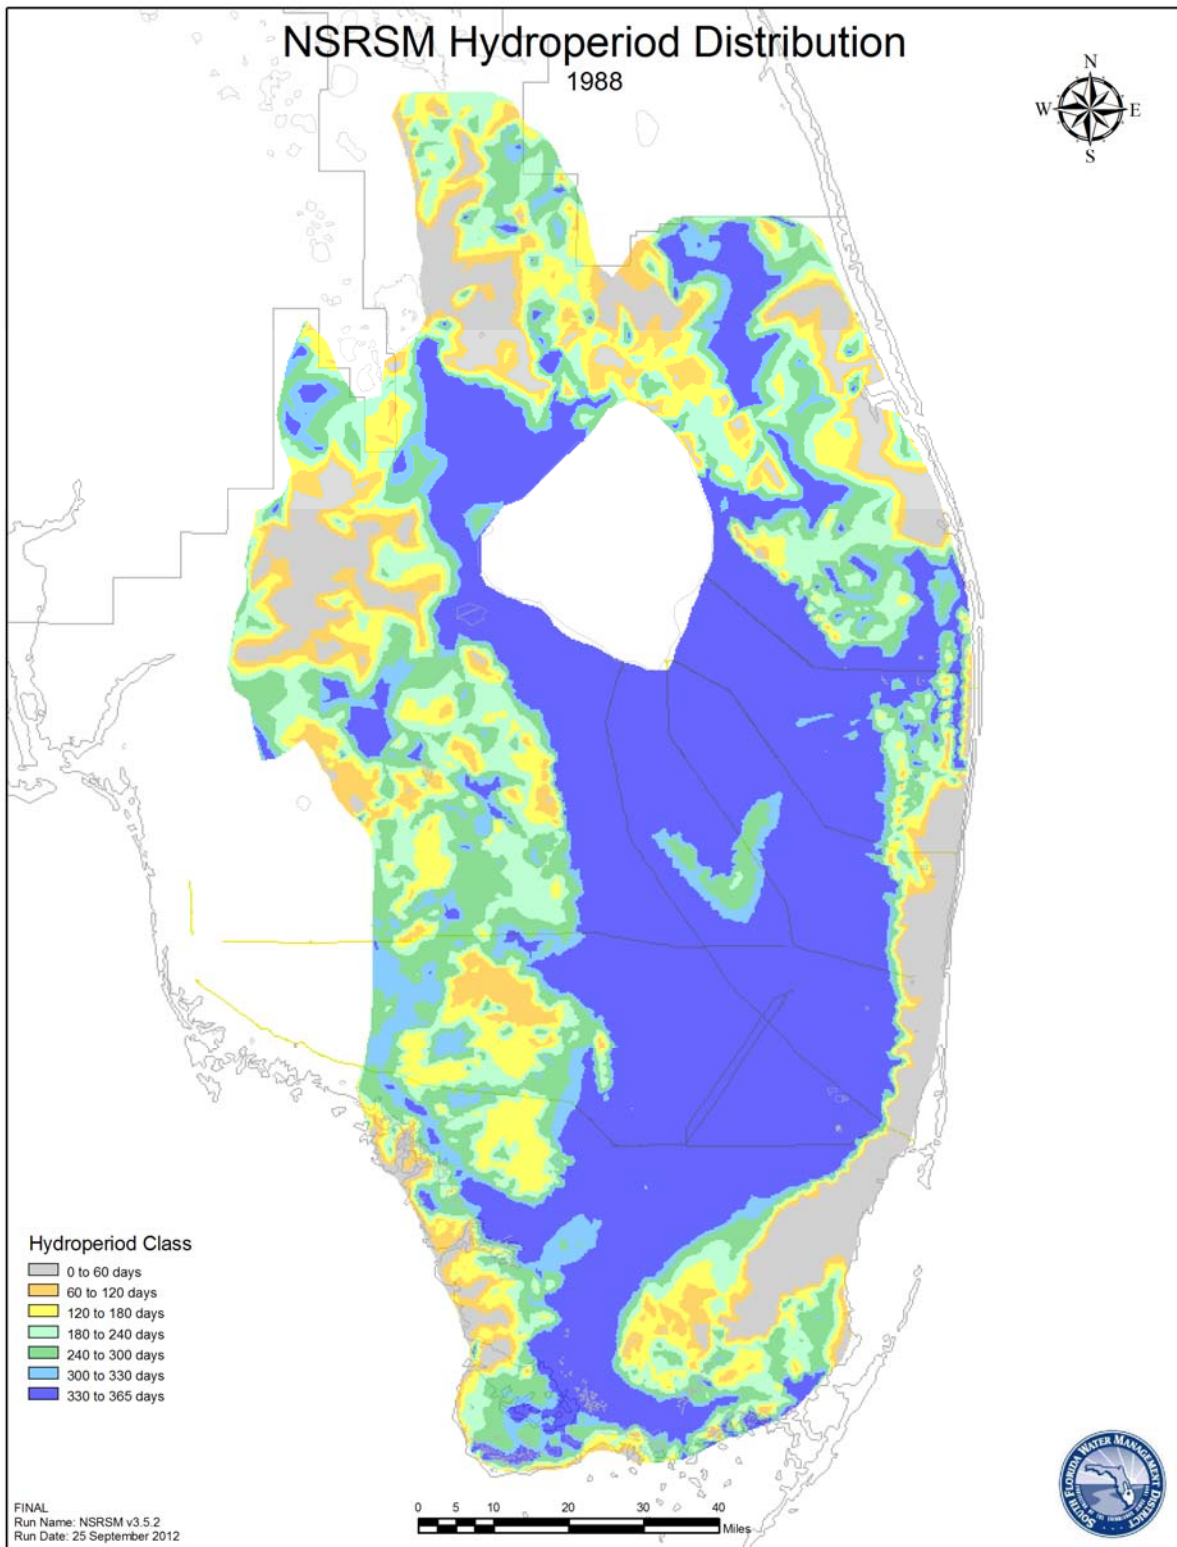 NSRSM Hydroperiod Distribution
1988
N
W E
S
Hydroperiod Class
0 to 60 days
60 to 120 days
120 to 180 days
180 to 240 days
240 to 300 days
300 to 330 days
330 to 365 days
FINAL
Run Name: NSRSM v3.5.2
Run Date: 25 September 2012
0 5 10 20 30 40
Miles
SOUTH FLORIDA WATER MANAGEMENT DISTRICT